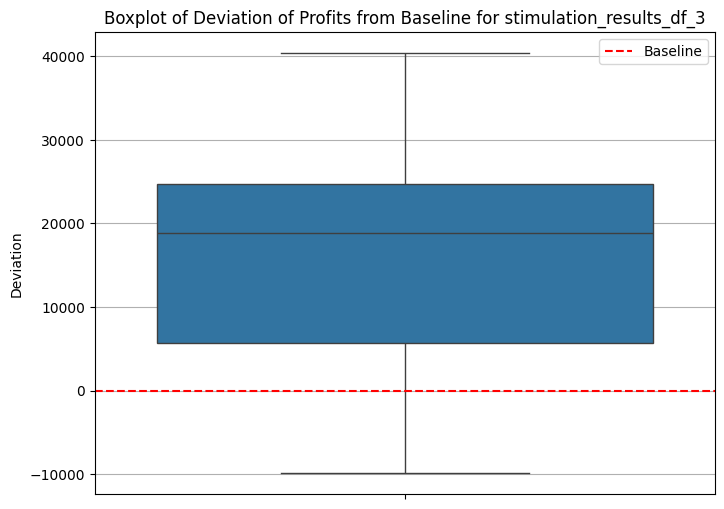 Boxplot of Deviation of Profits from Baseline for stimulation_results_df_3
Baseline
40000
30000
20000
10000
0
−10000
Deviation